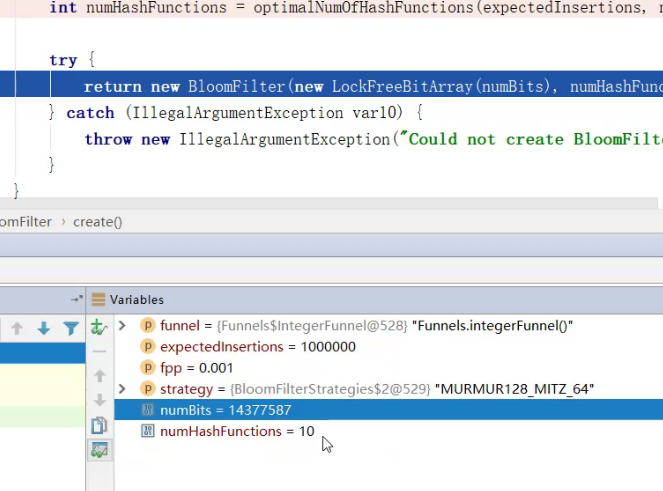 int numHashFunctions = optimalNumOfHashFunctions(expectedInsertions,
try {
return new BloomFilter(new LockFreeBitArray(numBits), numHashFunc
} catch (IllegalArgumentException var10) {
throw new IllegalArgumentException("Could not create BloomFilt
}
}
omFilter › create()
Variables
funnel = {Funnels$IntegerFunnel@528} "Funnels.integerFunnel()"
expectedInsertions = 1000000
fpp = 0.001
strategy = {BloomFilterStrategies$2@529} "MURMUR128_MITZ_64"
numBits = 14377587
numHashFunctions = 10